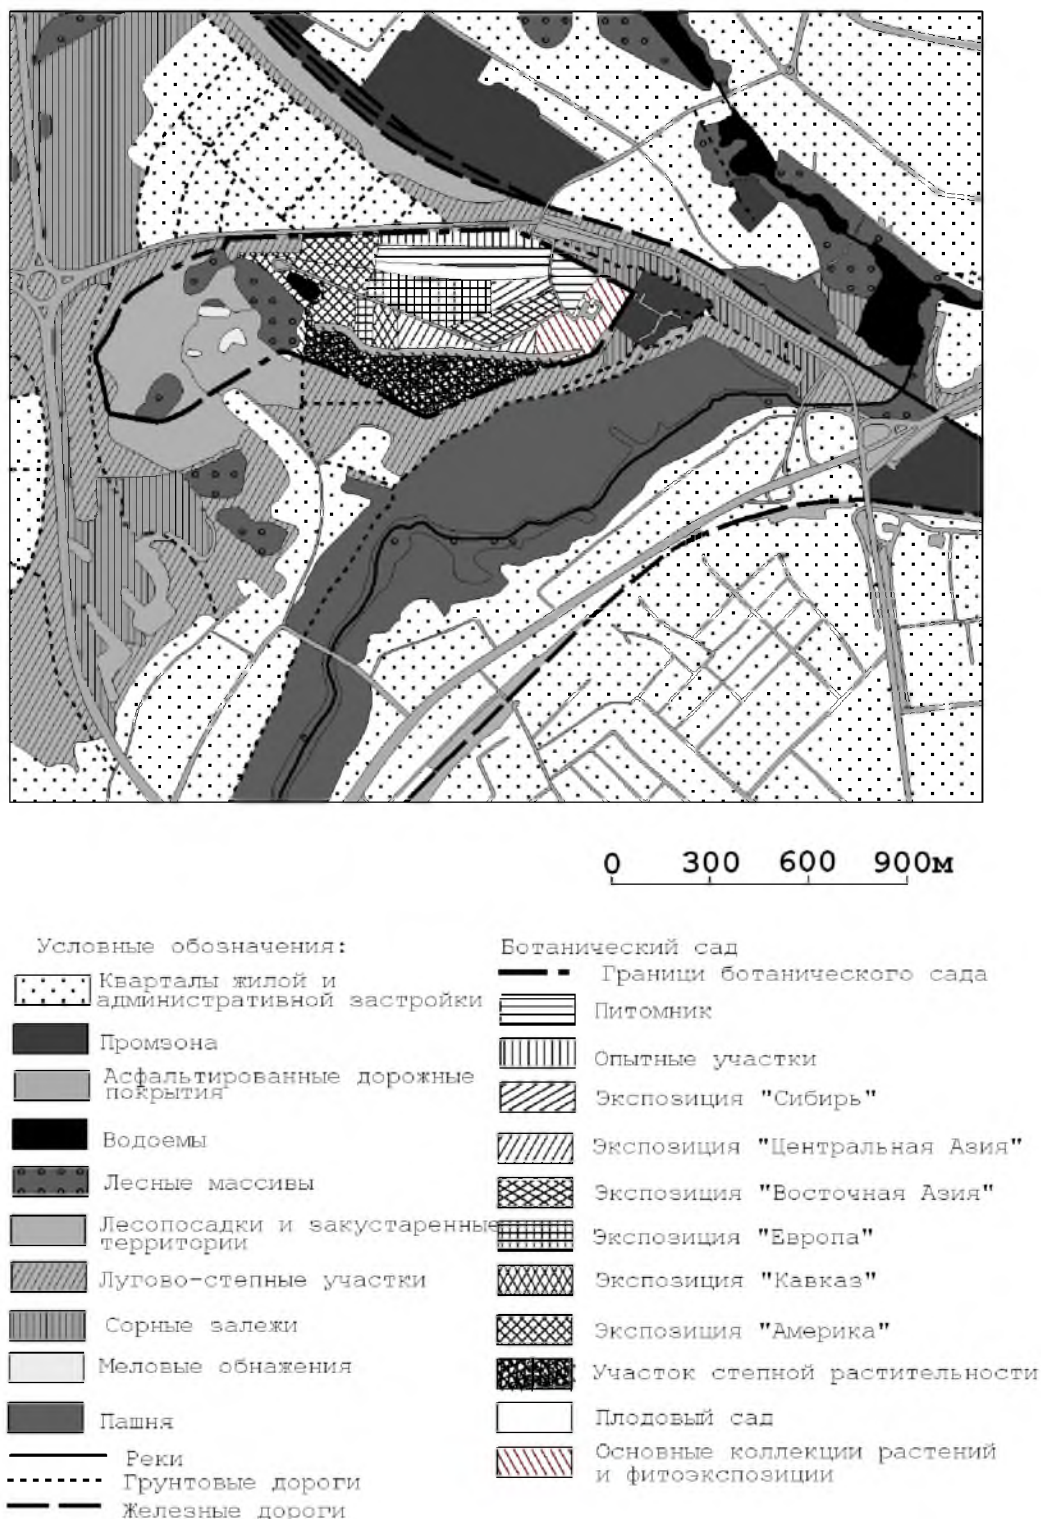 0 300 600 900м
Условные обозначения:
Кварталы жилой и
административной застройки
Промзона
Асфальтированные дорожные
покрытия
Водоемы
Лесные массивы
Лесопосадки и закустаренные
территории
Лугово-степные участки
Сорные залежи
Меловые обнажения
Пашня
Реки
Грунтовые дороги
Железные дороги
Ботанический сад
Граници ботанического сада
Питомник
Опытные участки
Экспозиция "Сибирь"
Экспозиция "Центральная Азия"
Экспозиция "Восточная Азия"
Экспозиция "Европа"
Экспозиция "Кавказ"
Экспозиция "Америка"
Участок степной растительности
Плодовый сад
Основные коллекции растений
и фитоэкспозиции